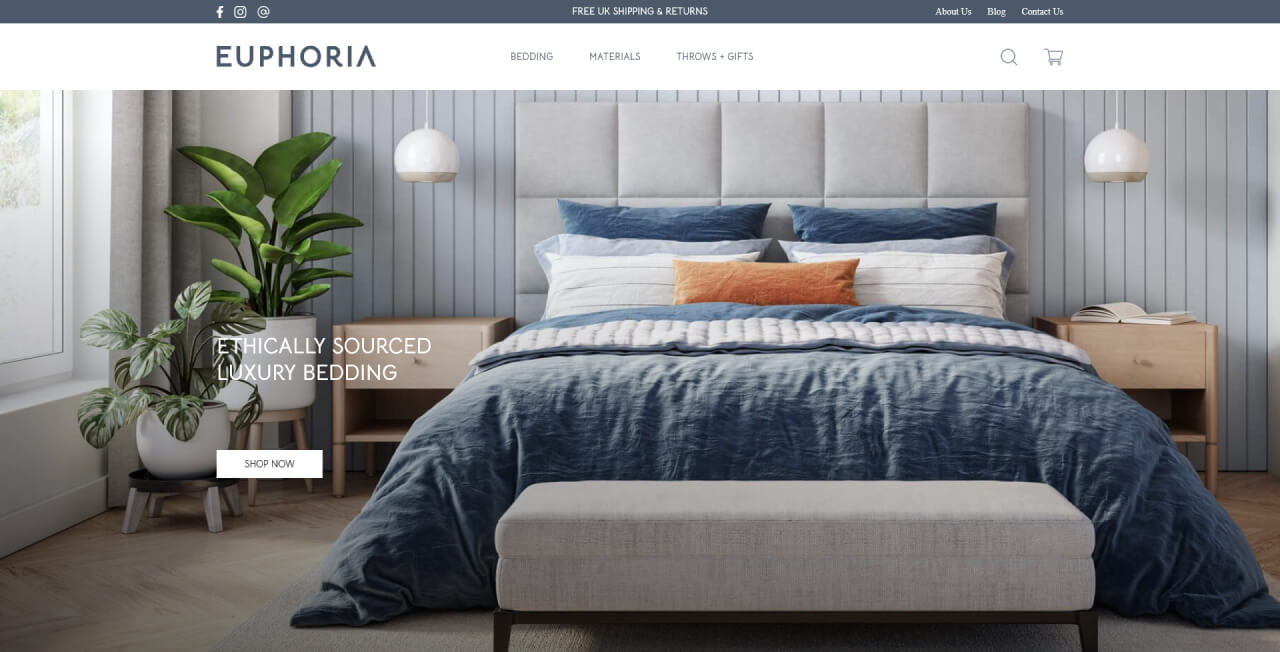 FREE UK SHIPPING & RETURNS
About Us Blog Contact Us
EUPHORIA
BEDDING MATERIALS THROWS + GIFTS
ETHICALLY SOURCED
LUXURY BEDDING
SHOP NOW